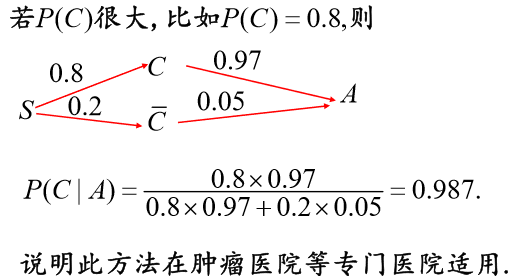 若P(C)很大, 比如P(C) = 0.8,则
0.8 C 0.97
S 0.2 C̅ 0.05 A
P(C | A) = 0.8×0.97 / 0.8×0.97 + 0.2×0.05 = 0.987.
说明此方法在肿瘤医院等专门医院适用.